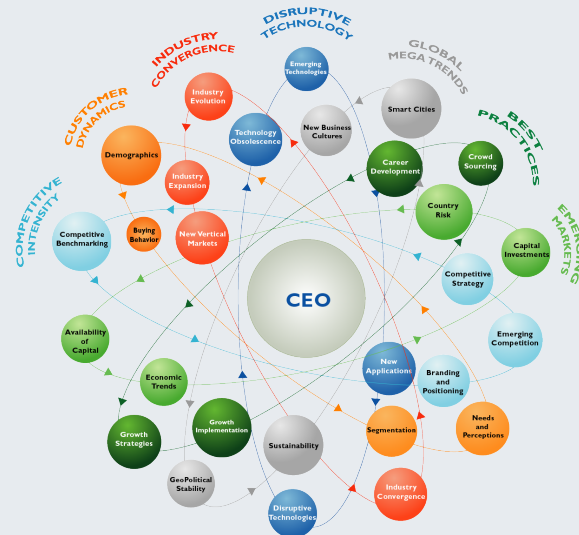 DISRUPTIVE
TECHNOLOGY
INDUSTRY
CONVERGENCE
GLOBAL
MEGA TRENDS
CUSTOMER
DYNAMICS
BEST
PRACTICES
COMPETITIVE
INTENSITY
EMERGING
MARKETS
Emerging
Technologies
Industry
Evolution
Smart Cities
New Business
Cultures
Technology
Obsolescence
Demographics
Career
Development
Crowd
Sourcing
Industry
Expansion
Country
Risk
Buying
Behavior
New Vertical
Markets
Competitive
Benchmarking
Capital
Investments
Competitive
Strategy
CEO
Availability
of
Capital
Emerging
Competition
New
Applications
Economic
Trends
Branding
and
Positioning
Growth
Strategies
Growth
Implementation
Sustainability
Segmentation
Needs
and
Perceptions
GeoPolitical
Stability
Industry
Convergence
Disruptive
Technologies